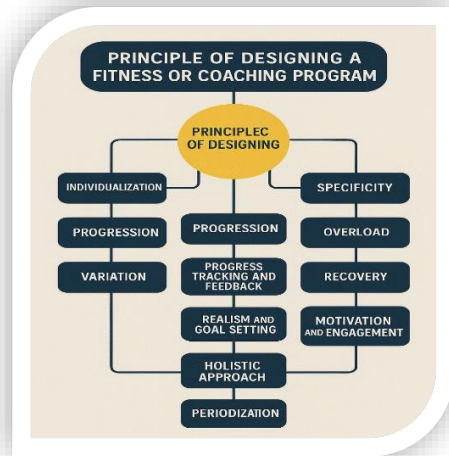 PRINCIPLE OF DESIGNING A
FITNESS OR COACHING PROGRAM
PRINCIPLEC
OF DESIGNING
INDIVIDUALIZATION
PROGRESSION
VARIATION
PROGRESSION
PROGRESS
TRACKING AND
FEEDBACK
REALISM AND
GOAL SETTING
HOLISTIC
APPROACH
PERIODIZATION
SPECIFICITY
OVERLOAD
RECOVERY
MOTIVATION
AND ENGAGEMENT